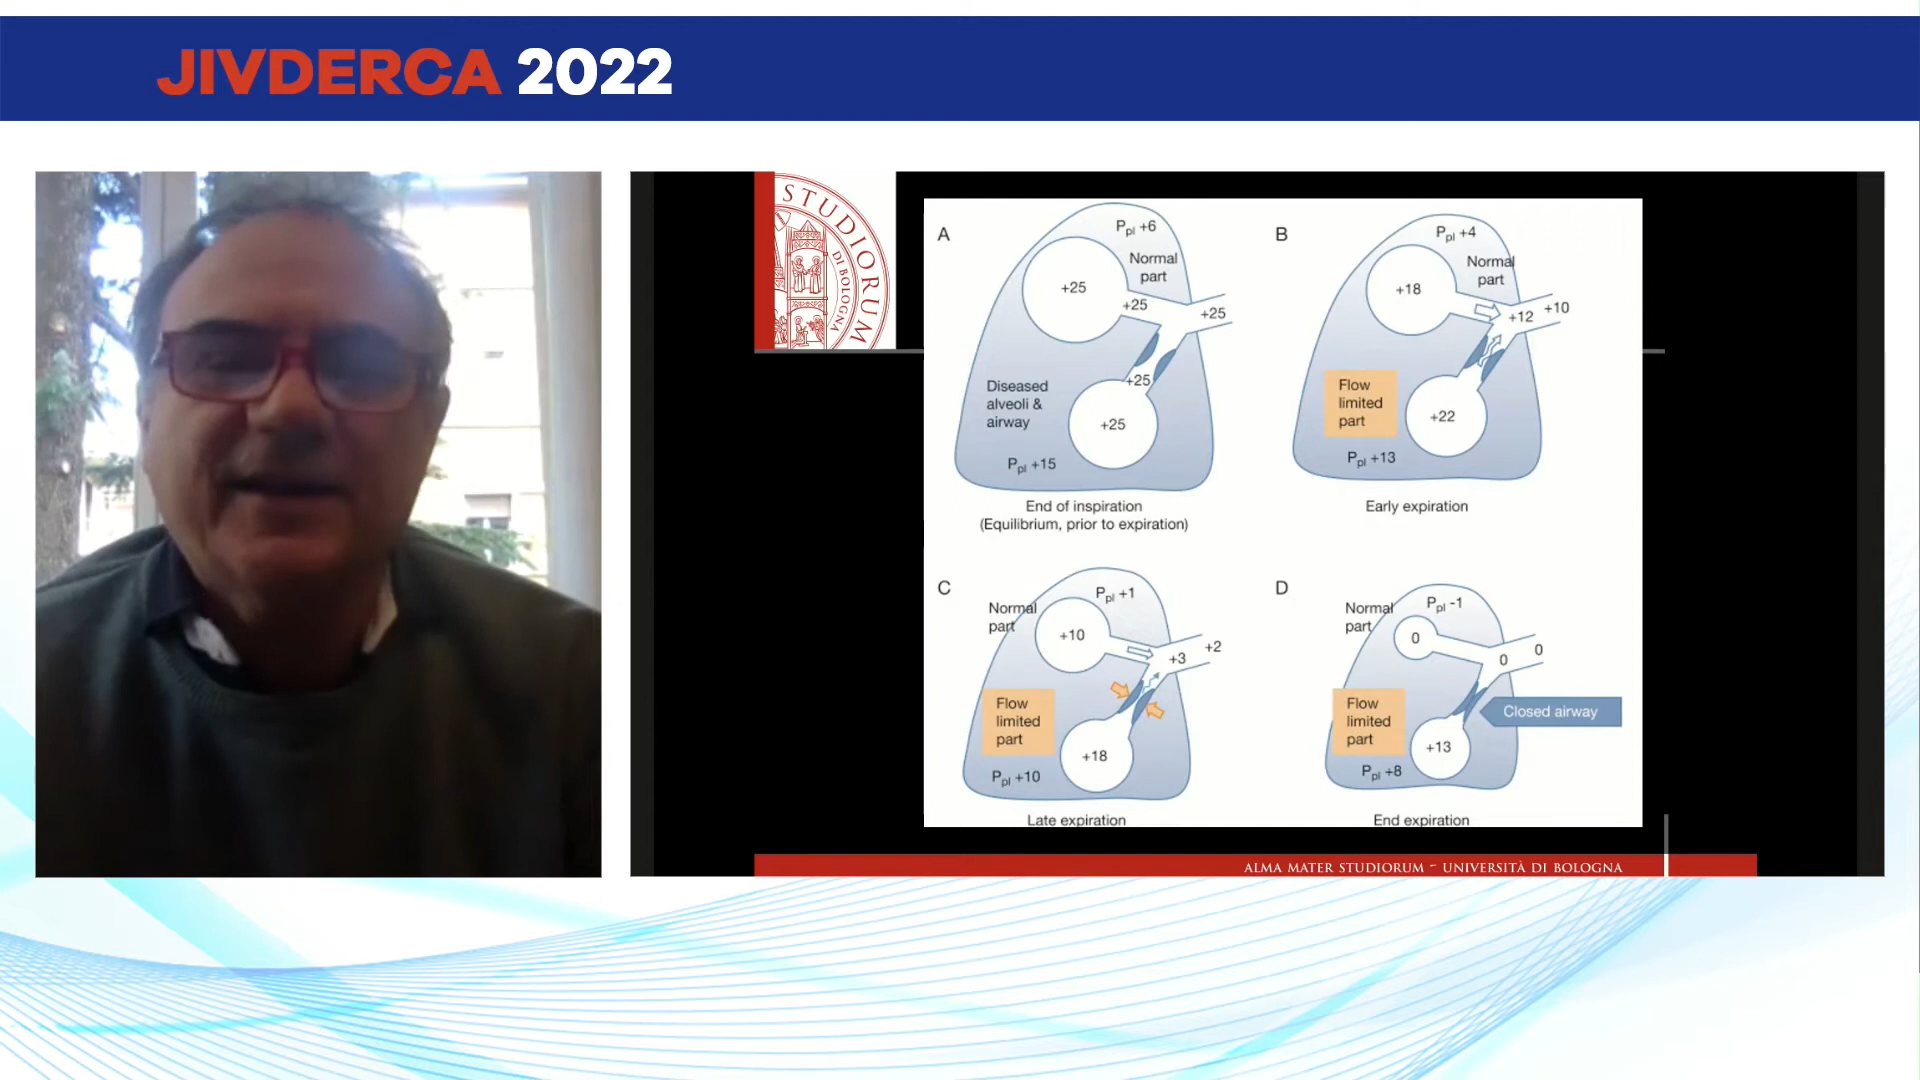 JIVDERCA 2022
STUDIORUM
DI BOLOGNA
A
Ppl +6
Normal
part
+25
+25
+25
+25
+25
Diseased
alveoli &
airway
Ppl +15
End of inspiration
(Equilibrium, prior to expiration)
B
Ppl +4
Normal
part
+18
+12
+10
Flow
limited
part
+22
Ppl +13
Early expiration
C
Ppl +1
Normal
part
+10
+3
+2
Flow
limited
part
+18
Ppl +10
Late expiration
D
Ppl -1
Normal
part
0
0
0
Flow
limited
part
Closed airway
+13
Ppl +8
End expiration
ALMA MATER STUDIORUM ~ UNIVERSITÀ DI BOLOGNA